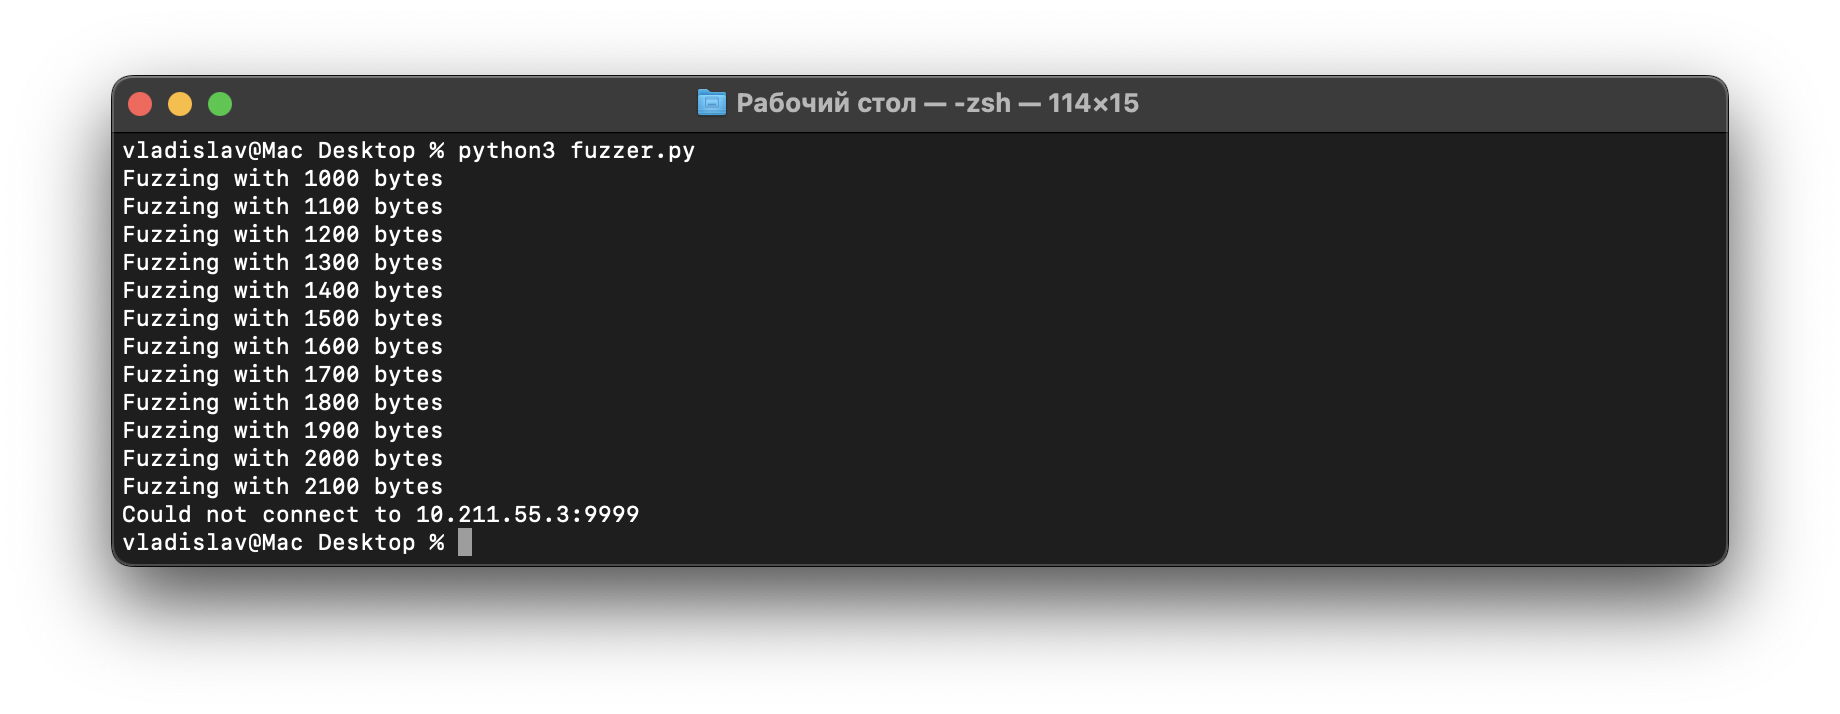 Рабочий стол — -zsh — 114×15
vladislav@Mac Desktop % python3 fuzzer.py
Fuzzing with 1000 bytes
Fuzzing with 1100 bytes
Fuzzing with 1200 bytes
Fuzzing with 1300 bytes
Fuzzing with 1400 bytes
Fuzzing with 1500 bytes
Fuzzing with 1600 bytes
Fuzzing with 1700 bytes
Fuzzing with 1800 bytes
Fuzzing with 1900 bytes
Fuzzing with 2000 bytes
Fuzzing with 2100 bytes
Could not connect to 10.211.55.3:9999
vladislav@Mac Desktop %